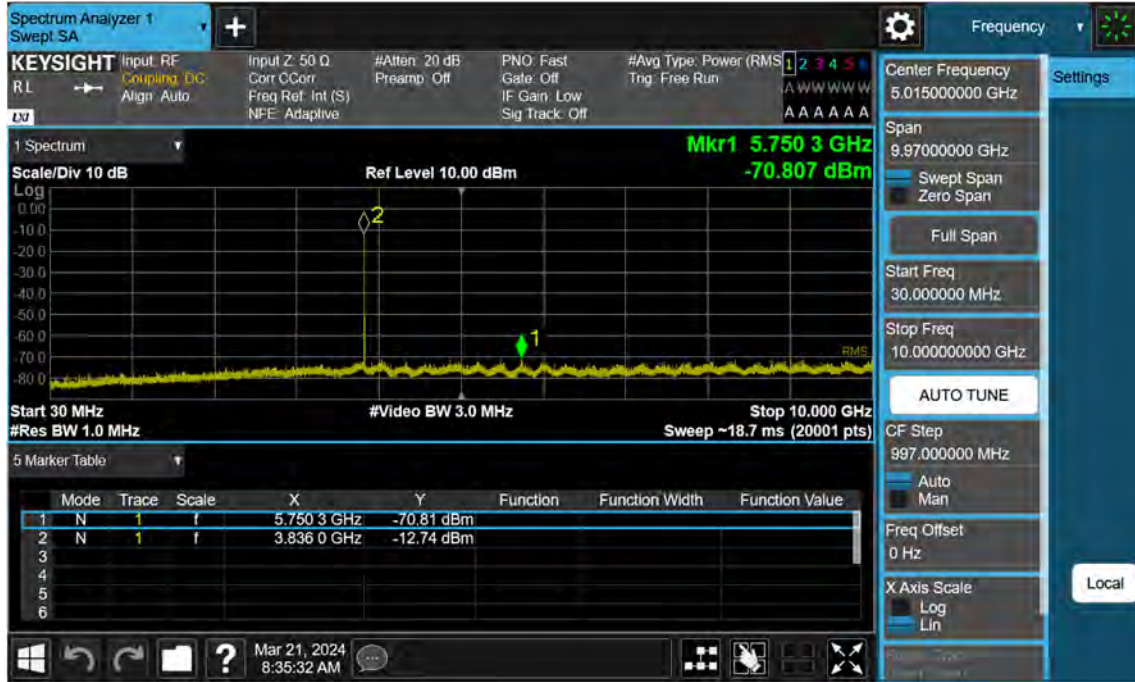 Spectrum Analyzer 1
Swept SA
+
Frequency
KEYSIGHT
RL
LXI
Input: RF
Coupling: DC
Align: Auto
Input Z: 50 Ω
Corr CCorr
Freq Ref: Int (S)
NFE: Adaptive
#Atten: 20 dB
Preamp: Off
PNO: Fast
Gate: Off
IF Gain: Low
Sig Track: Off
#Avg Type: Power (RMS
Trig: Free Run
1 2 3 4 5 6
A W W W W W
A A A A A A
Center Frequency
5.015000000 GHz
Settings
1 Spectrum
Mkr1 5.750 3 GHz
-70.807 dBm
Scale/Div 10 dB
Ref Level 10.00 dBm
Log
0.00
-10.0
-20.0
-30.0
-40.0
-50.0
-60.0
-70.0
-80.0
2
1
RMS
Start 30 MHz
#Video BW 3.0 MHz
Stop 10.000 GHz
#Res BW 1.0 MHz
Sweep ~18.7 ms (20001 pts)
Span
9.97000000 GHz
Swept Span
Zero Span
Full Span
Start Freq
30.000000 MHz
Stop Freq
10.000000000 GHz
AUTO TUNE
CF Step
997.000000 MHz
Auto
Man
Freq Offset
0 Hz
X Axis Scale
Log
Lin
Local
5 Marker Table
Mode Trace Scale X Y Function Function Width Function Value
1 N 1 f 5.750 3 GHz -70.81 dBm
2 N 1 f 3.836 0 GHz -12.74 dBm
3
4
5
6
?
Mar 21, 2024
8:35:32 AM